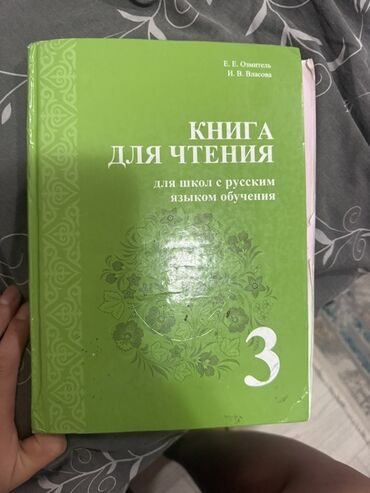 Е. Е. Озмитель
И. В. Власова
КНИГА
ДЛЯ ЧТЕНИЯ
для школ с русским
языком обучения
3